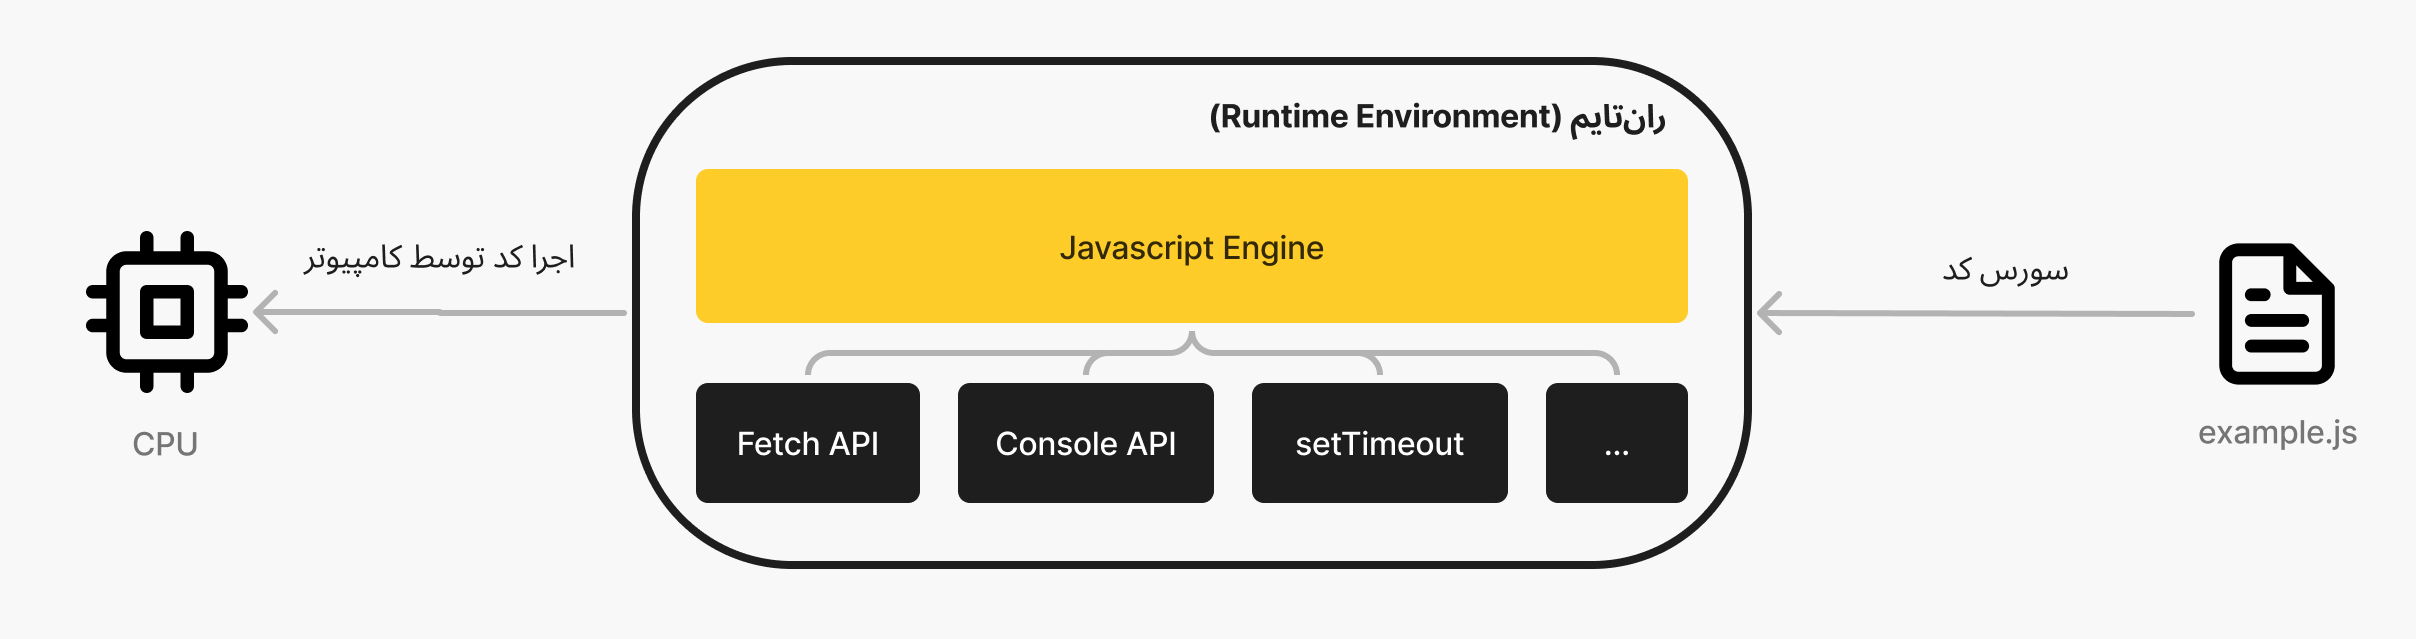 ران‌تایم (Runtime Environment)
Javascript Engine
Fetch API
Console API
setTimeout
...
سورس کد
example.js
اجرا کد توسط کامپیوتر
CPU